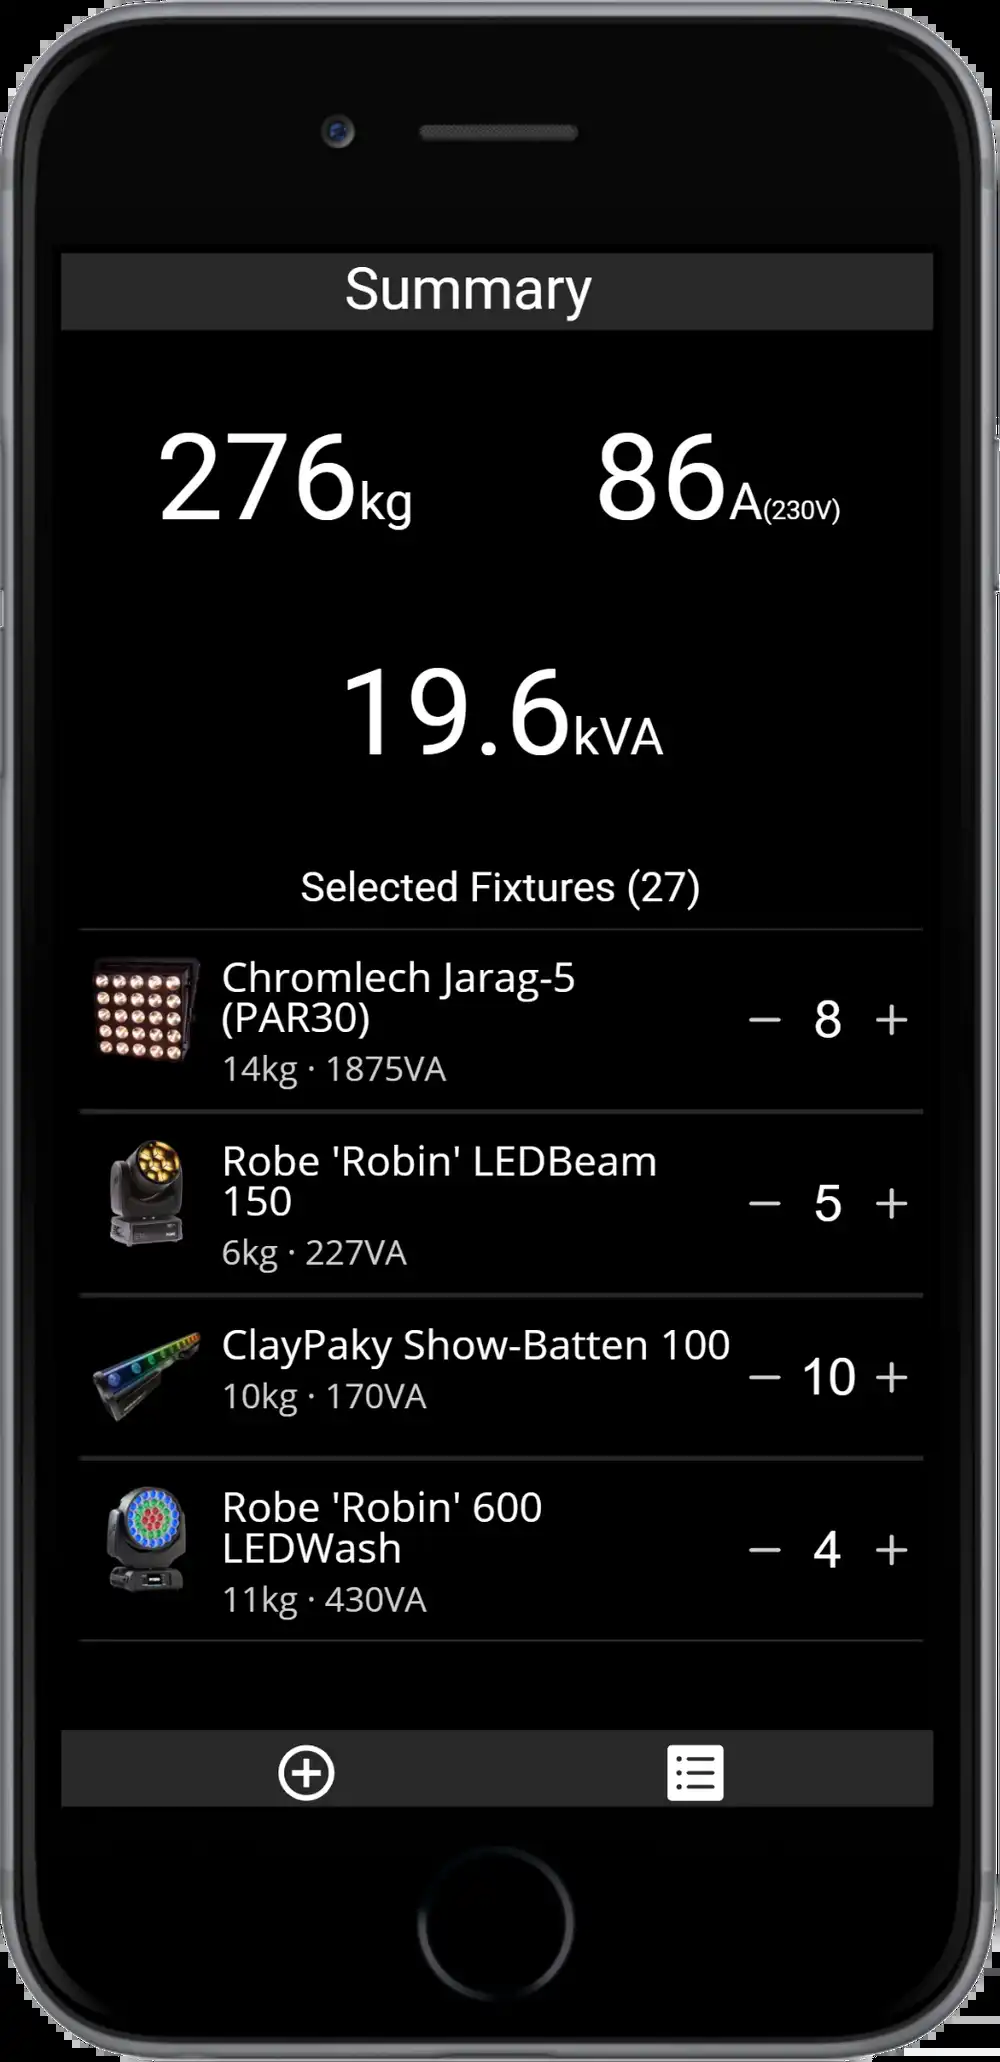 Summary
276kg
86A(230V)
19.6kVA
Selected Fixtures (27)
Chromlech Jarag-5
(PAR30)
14kg · 1875VA
− 8 +
Robe 'Robin' LEDBeam
150
6kg · 227VA
− 5 +
ClayPaky Show-Batten 100
10kg · 170VA
− 10 +
Robe 'Robin' 600
LEDWash
11kg · 430VA
− 4 +